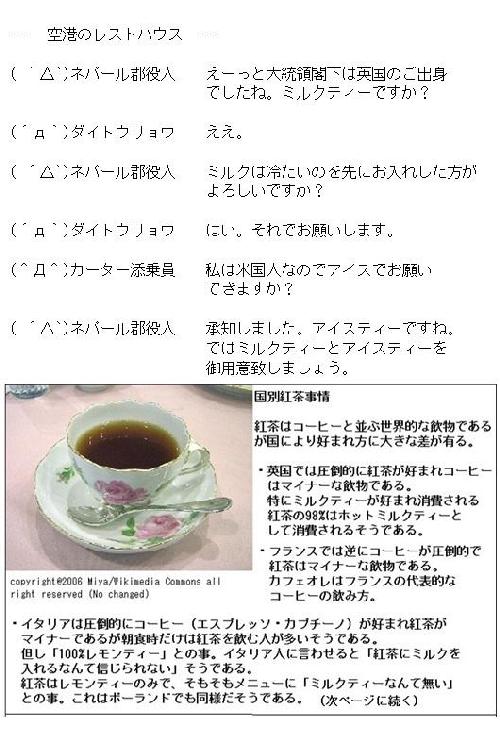 空港のレストハウス
( ´ △｀)ネパール郡役人　えーっと大統領閣下は英国のご出身
でしたね。ミルクティーですか？
( ´ д ｀)ダイトウリョウ　ええ。
( ´ △｀)ネパール郡役人　ミルクは冷たいのを先にお入れした方が
よろしいですか？
( ´ д ｀)ダイトウリョウ　はい。それでお願いします。
(＾Д＾)カーター添乗員　私は米国人なのでアイスでお願い
できますか？
( ´ △｀)ネパール郡役人　承知しました。アイスティーですね。
ではミルクティーとアイスティーを
御用意致しましょう。
国別紅茶事情
紅茶はコーヒーと並ぶ世界的な飲物である
が国により好まれ方に大きな差が有る。
・英国では圧倒的に紅茶が好まれコーヒー
はマイナーな飲物である。
特にミルクティーが好まれ消費される
紅茶の98%はホットミルクティーと
して消費されるそうである。
・フランスでは逆にコーヒーが圧倒的で
紅茶はマイナーな飲物である。
カフェオレはフランスの代表的な
コーヒーの飲み方。
copyright@2006 Miya/Wikimedia Commons all
right reserved (No changed)
・イタリアは圧倒的にコーヒー（エスプレッソ・カプチーノ）が好まれ紅茶が
マイナーであるが朝食時だけは紅茶を飲む人が多いそうである。
但し「100%レモンティー」との事。イタリア人に言わせると「紅茶にミルクを
入れるなんて信じられない」そうである。
紅茶はレモンティーのみで、そもそもメニューに「ミルクティーなんて無い」
との事。これはポーランドでも同様だそうである。（次ページに続く）